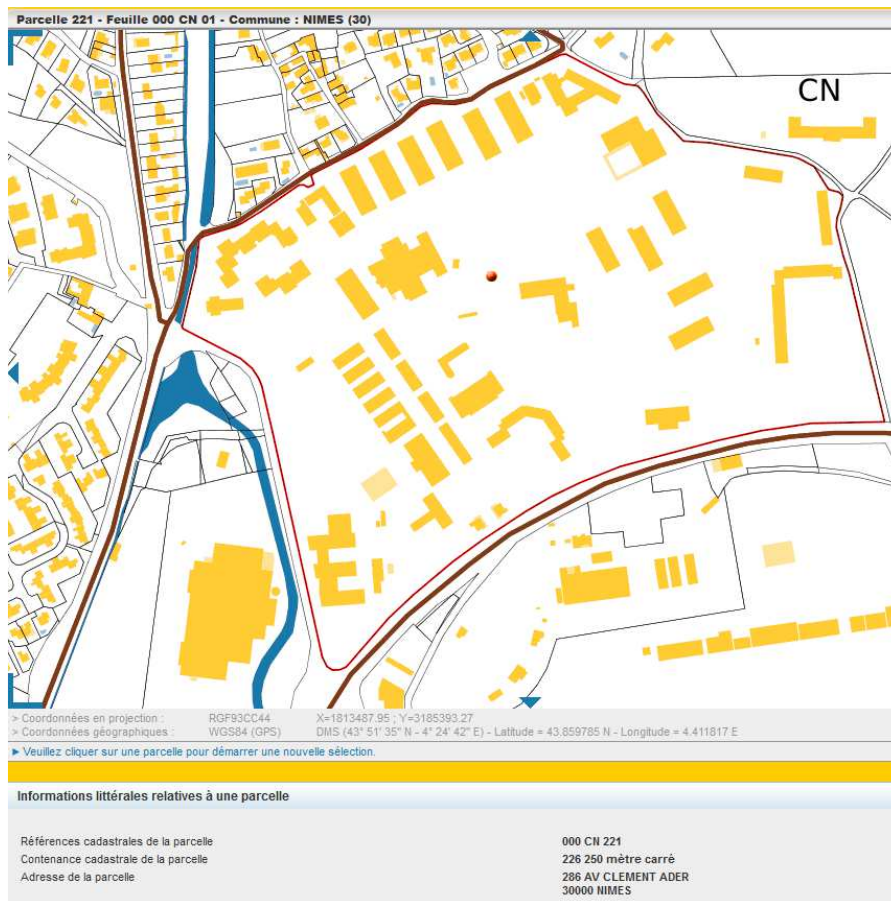 Parcelle 221 - Feuille 000 CN 01 - Commune : NIMES (30)
CN
> Coordonnées en projection : RGF93CC44 X=1813487.95 ; Y=3185393.27
> Coordonnées géographiques : WGS84 (GPS) DMS (43° 51' 35" N - 4° 24' 42" E) - Latitude = 43.859785 N - Longitude = 4.411817 E
► Veuillez cliquer sur une parcelle pour démarrer une nouvelle sélection.
Informations littérales relatives à une parcelle
Références cadastrales de la parcelle 000 CN 221
Contenance cadastrale de la parcelle 226 250 mètre carré
Adresse de la parcelle 286 AV CLEMENT ADER
30000 NIMES